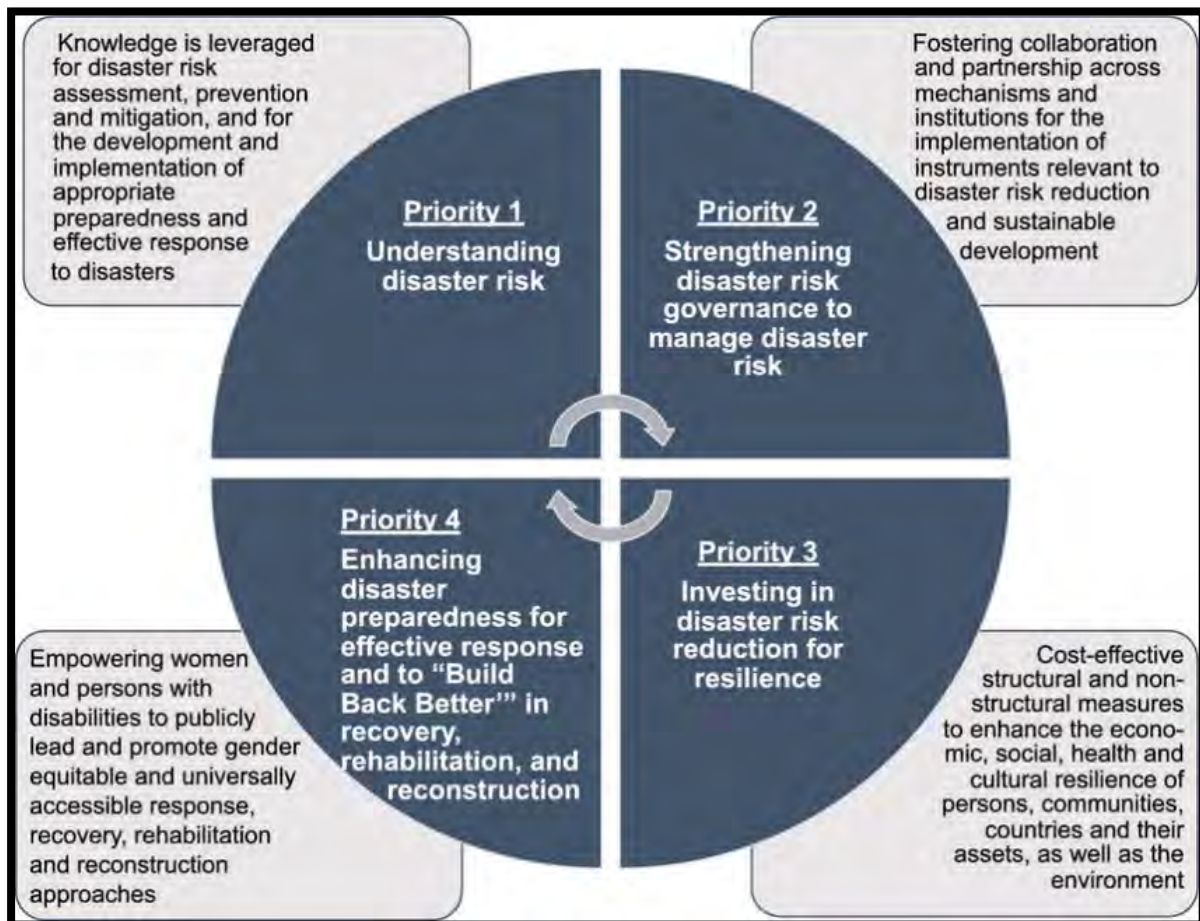 Knowledge is leveraged
for disaster risk
assessment, prevention
and mitigation, and for
the development and
implementation of
appropriate
preparedness and
effective response
to disasters
Priority 1
Understanding
disaster risk
Fostering collaboration
and partnership across
mechanisms and
institutions for the
implementation of
instruments relevant to
disaster risk reduction
and sustainable
development
Priority 2
Strengthening
disaster risk
governance to
manage disaster
risk
Priority 4
Enhancing
disaster
preparedness for
effective response
and to “Build
Back Better’” in
recovery,
rehabilitation, and
reconstruction
Empowering women
and persons with
disabilities to publicly
lead and promote gender
equitable and universally
accessible response,
recovery, rehabilitation
and reconstruction
approaches
Priority 3
Investing in
disaster risk
reduction for
resilience
Cost-effective
structural and non-
structural measures
to enhance the econo-
mic, social, health and
cultural resilience of
persons, communities,
countries and their
assets, as well as the
environment